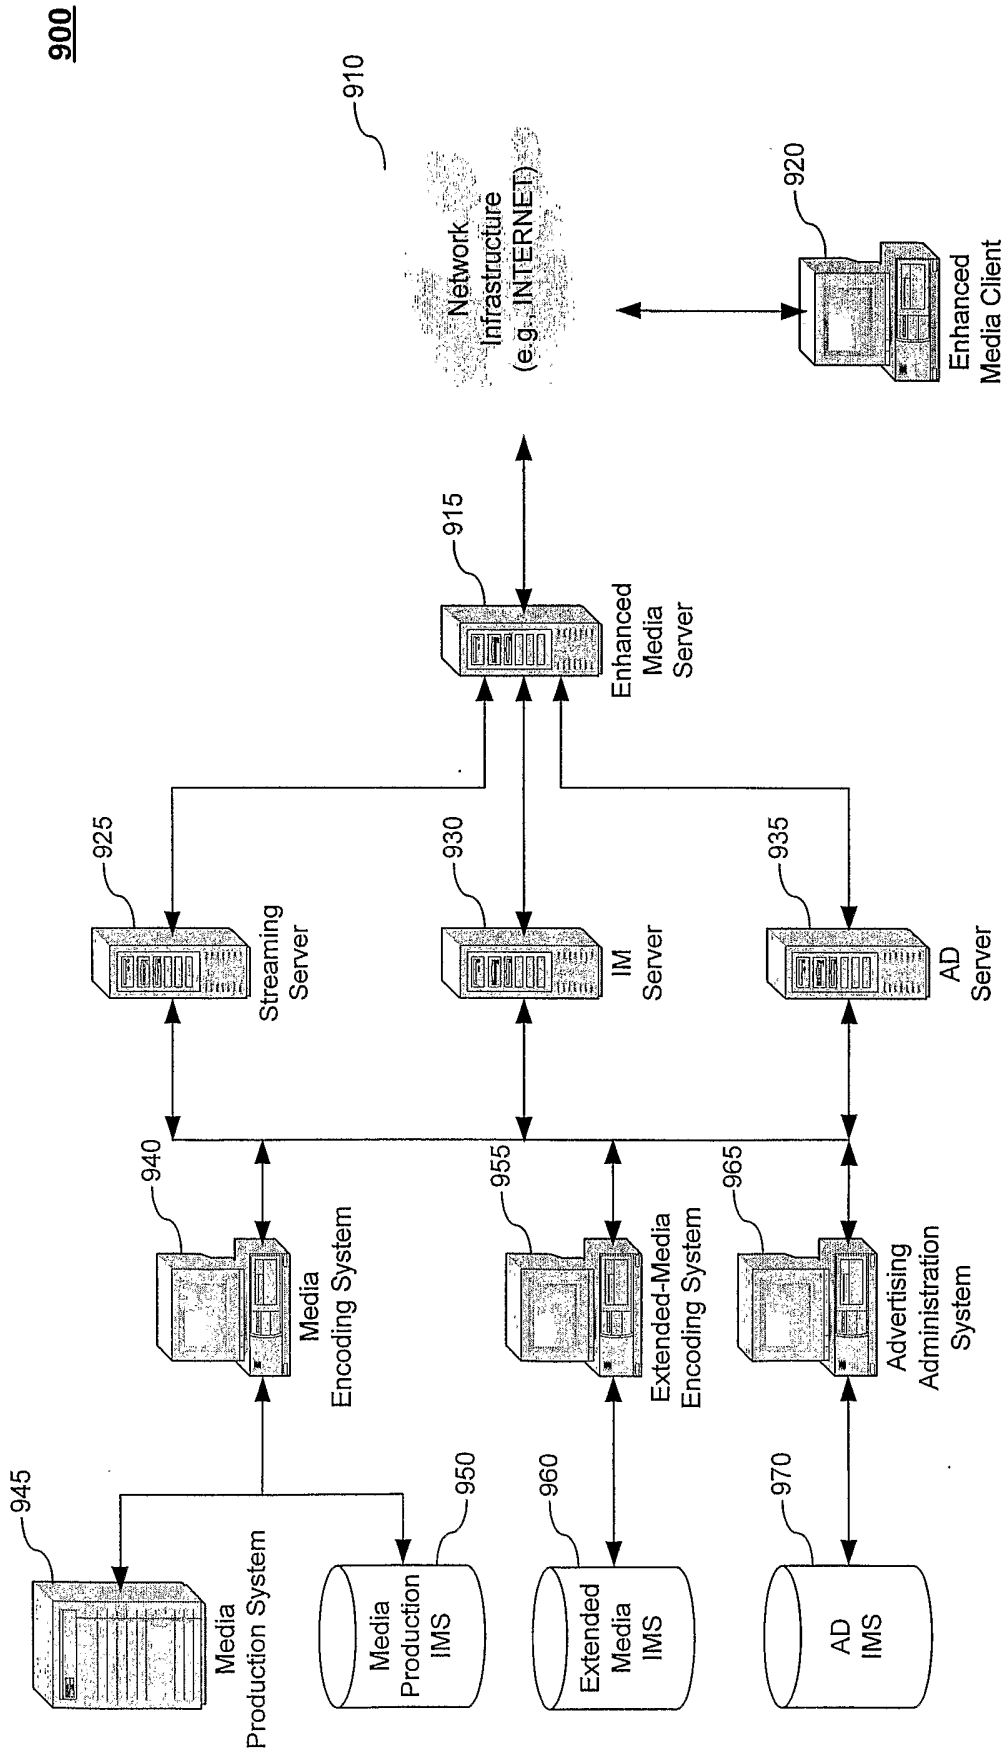 900
945
Media
Production System
Media
Production
IMS
950
Extended
Media
IMS
960
AD
IMS
970
940
Media
Encoding System
955
Extended-Media
Encoding System
965
Advertising
Administration
System
925
Streaming
Server
930
IM
Server
935
AD
Server
915
Enhanced
Media
Server
910
Network
Infrastructure
(e.g., INTERNET)
920
Enhanced
Media Client